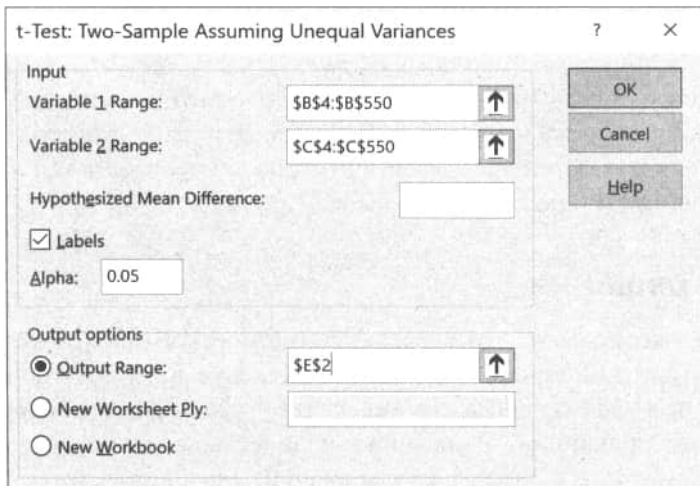 t-Test: Two-Sample Assuming Unequal Variances ? ×
Input
Variable 1 Range: $B$4:$B$550
OK
Variable 2 Range: $C$4:$C$550
Cancel
Hypothesized Mean Difference:
Help
Labels
Alpha: 0.05
Output options
Output Range: $E$2
New Worksheet Ply:
New Workbook